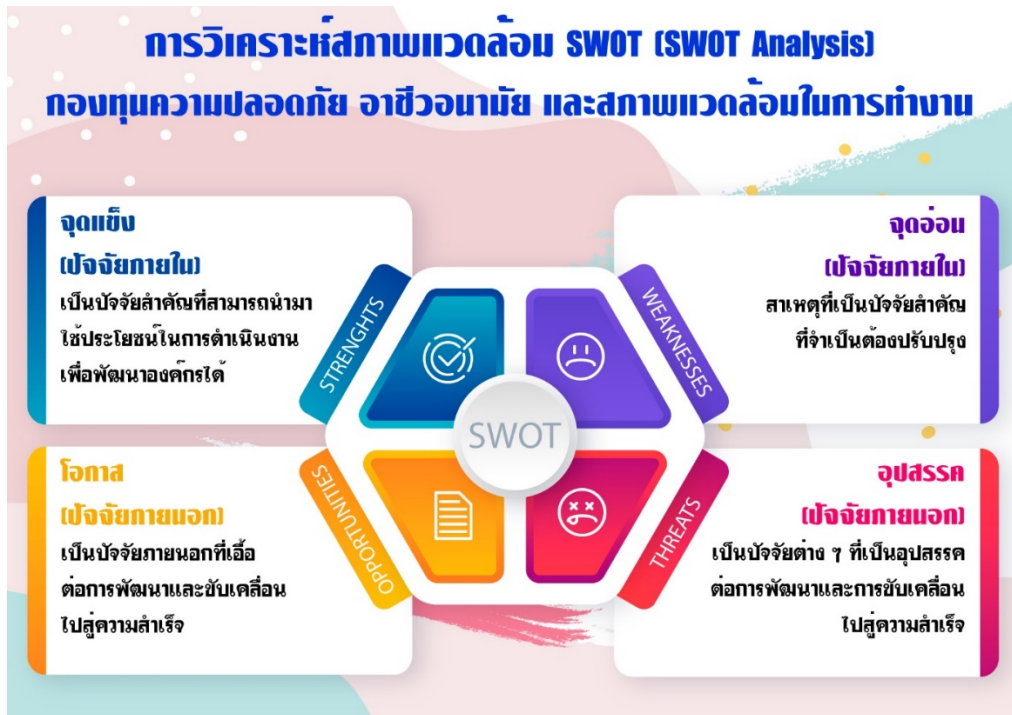 การวิเคราะห์สภาพแวดล้อม SWOT (SWOT Analysis)
กองทุนความปลอดภัย อาชีวอนามัย และสภาพแวดล้อมในการทำงาน
จุดแข็ง
(ปัจจัยภายใน)
เป็นปัจจัยสำคัญที่สามารถนำมา
ใช้ประโยชน์ในการดำเนินงาน
เพื่อพัฒนาองค์กรได้
STRENGHTS
จุดอ่อน
(ปัจจัยภายใน)
สาเหตุที่เป็นปัจจัยสำคัญ
ที่จำเป็นต้องปรับปรุง
WEAKNESSES
SWOT
โอกาส
(ปัจจัยภายนอก)
เป็นปัจจัยภายนอกที่เอื้อ
ต่อการพัฒนาและขับเคลื่อน
ไปสู่ความสำเร็จ
OPPORTUNITIES
อุปสรรค
(ปัจจัยภายนอก)
เป็นปัจจัยต่าง ๆ ที่เป็นอุปสรรค
ต่อการพัฒนาและการขับเคลื่อน
ไปสู่ความสำเร็จ
THREATS